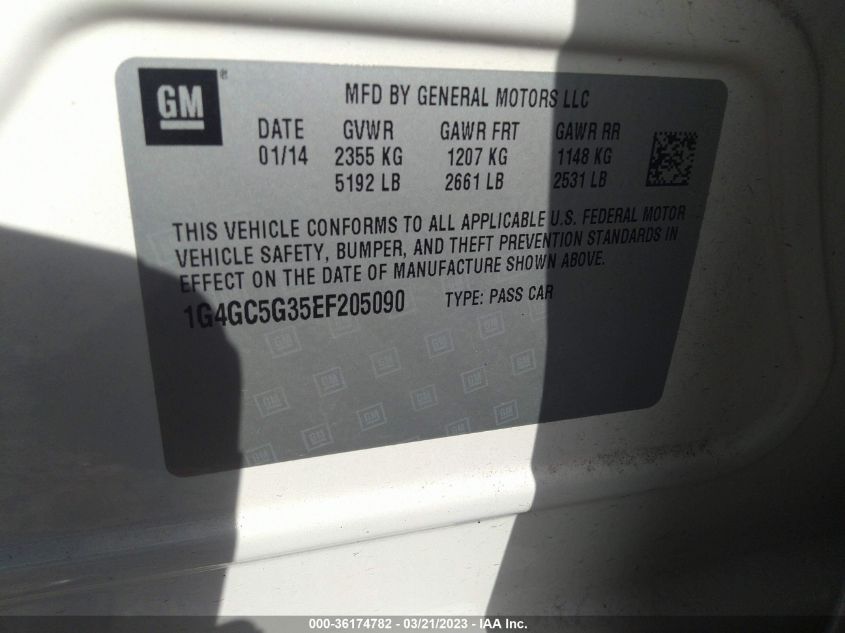 GM ®
MFD BY GENERAL MOTORS LLC
DATE GVWR GAWR FRT GAWR RR
01/14 2355 KG 1207 KG 1148 KG
5192 LB 2661 LB 2531 LB
THIS VEHICLE CONFORMS TO ALL APPLICABLE U.S. FEDERAL MOTOR
VEHICLE SAFETY, BUMPER, AND THEFT PREVENTION STANDARDS IN
EFFECT ON THE DATE OF MANUFACTURE SHOWN ABOVE.
1G4GC5G35EF205090 TYPE: PASS CAR
000-36174782 - 03/21/2023 - IAA Inc.